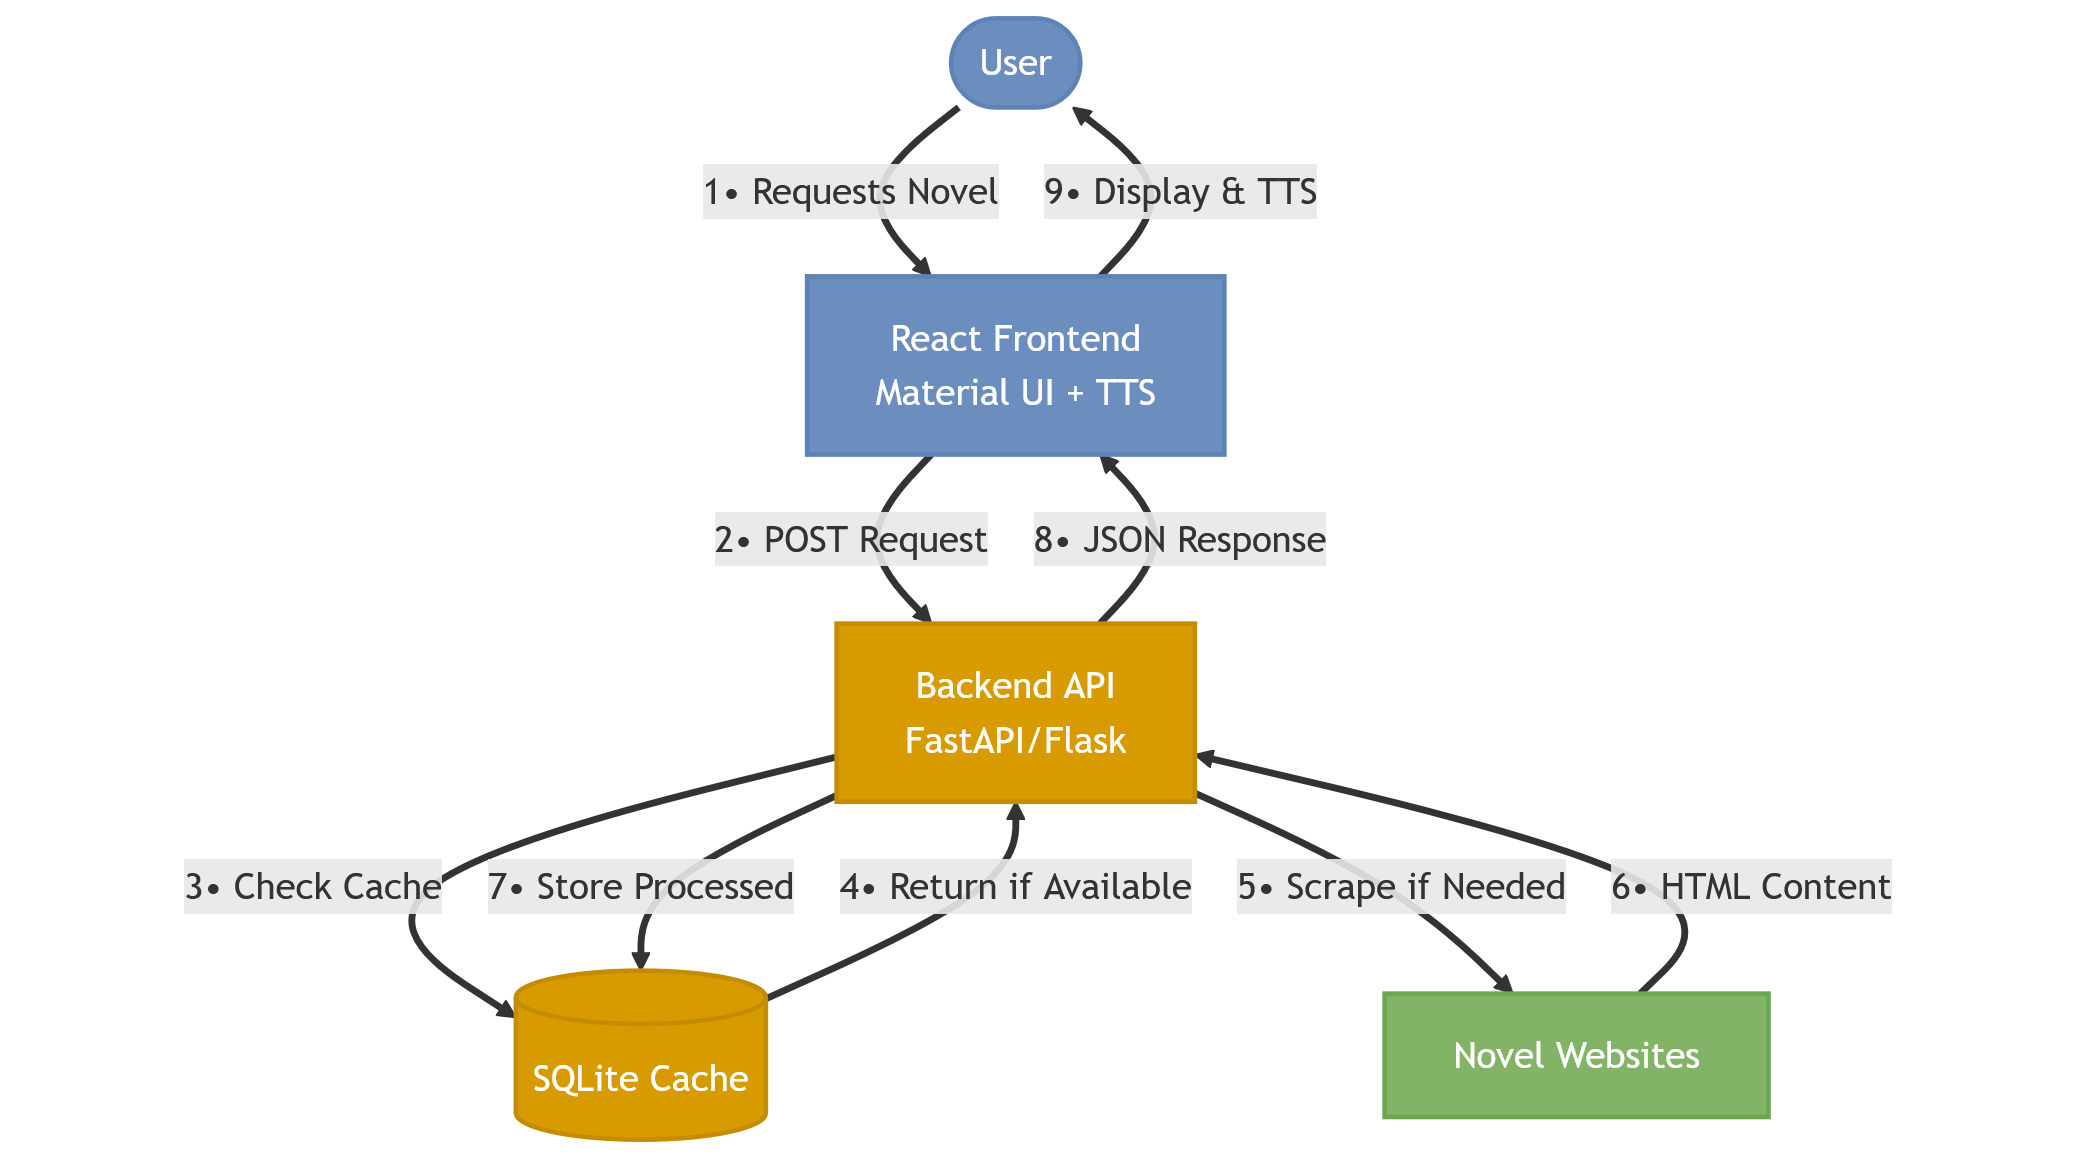 User
1• Requests Novel
9• Display & TTS
React Frontend
Material UI + TTS
2• POST Request
8• JSON Response
Backend API
FastAPI/Flask
3• Check Cache
7• Store Processed
4• Return if Available
5• Scrape if Needed
6• HTML Content
SQLite Cache
Novel Websites